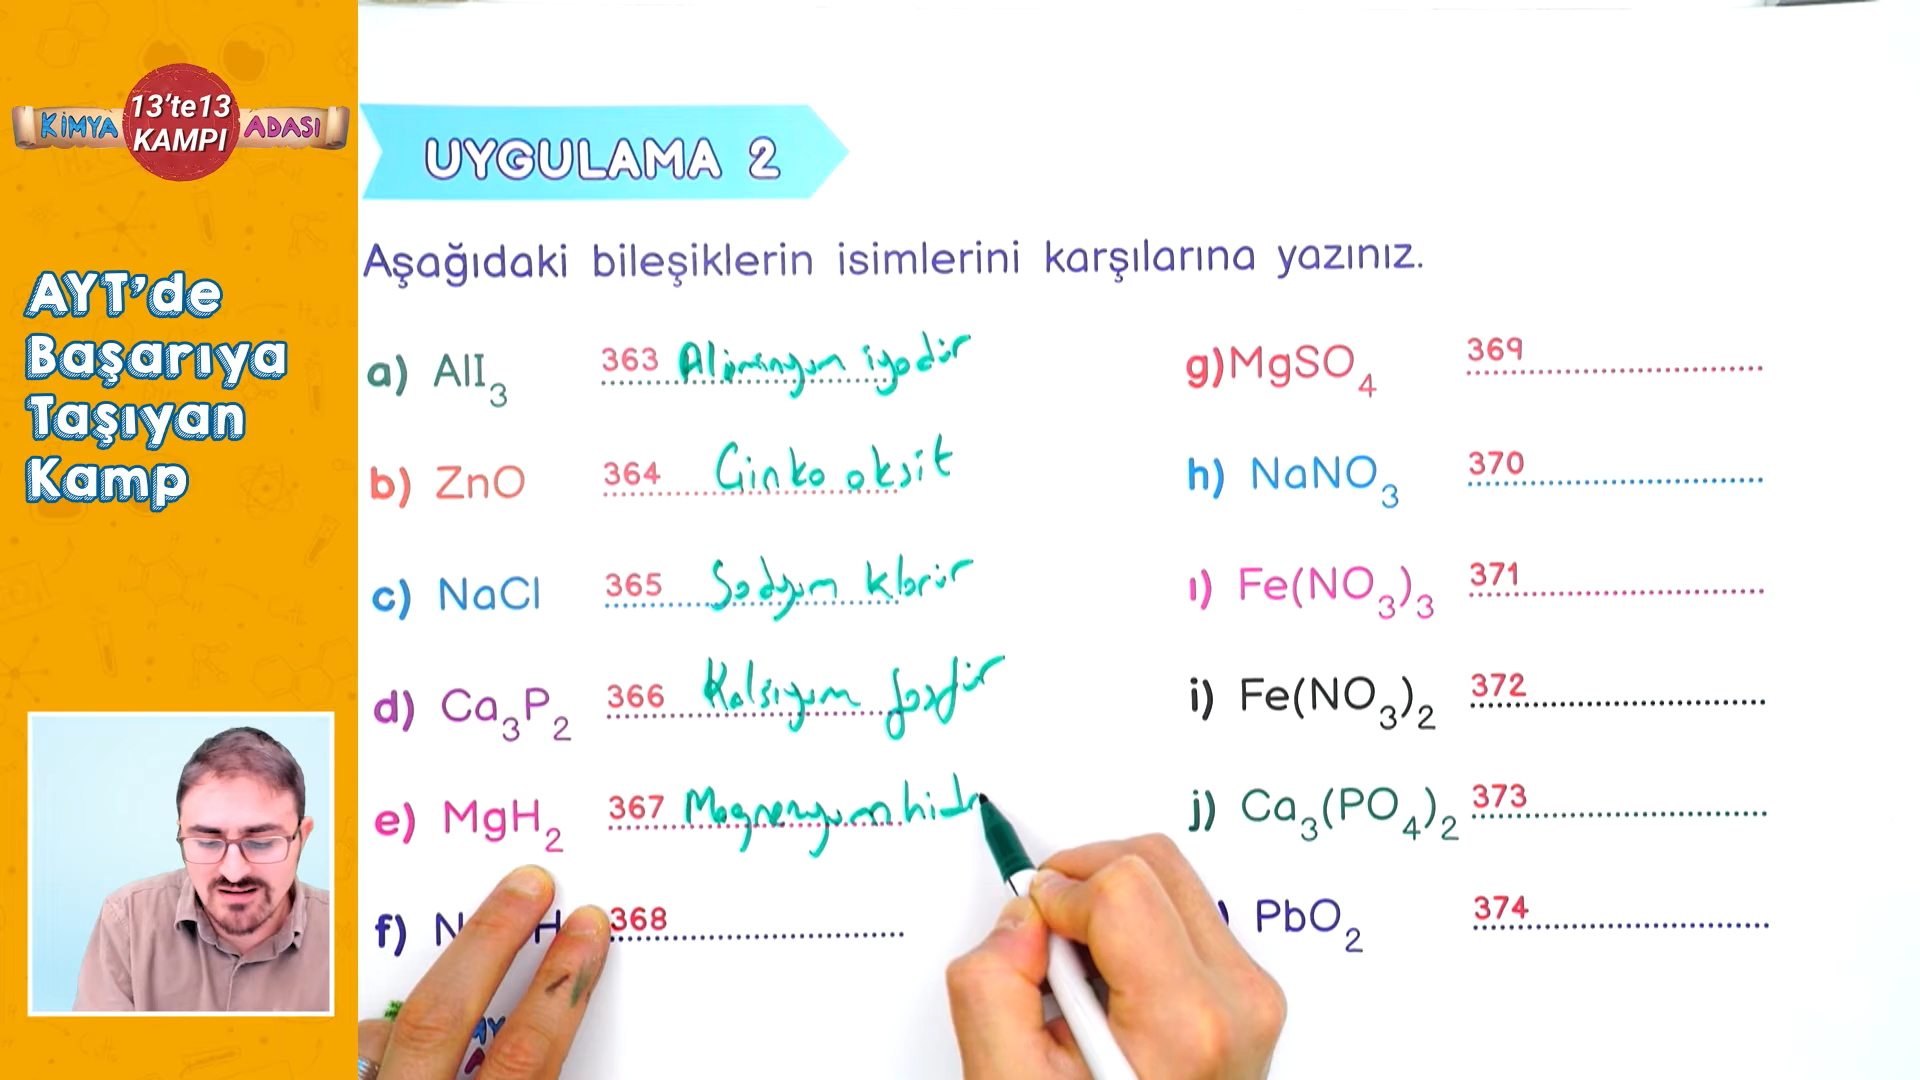 KİMYA 13'te13 KAMPI ADASI
AYT'de
Başarıya
Taşıyan
Kamp
UYGULAMA 2
Aşağıdaki bileşiklerin isimlerini karşılarına yazınız.
a) AlI3 363 Alüminyum iyodür
b) ZnO 364 Çinko oksit
c) NaCl 365 Sodyum klorür
d) Ca3P2 366 Kalsiyum fosfür
e) MgH2 367 Magnezyum hidr
f) N H 368
g) MgSO4 369
h) NaNO3 370
ı) Fe(NO3)3 371
i) Fe(NO3)2 372
j) Ca3(PO4)2 373
) PbO2 374